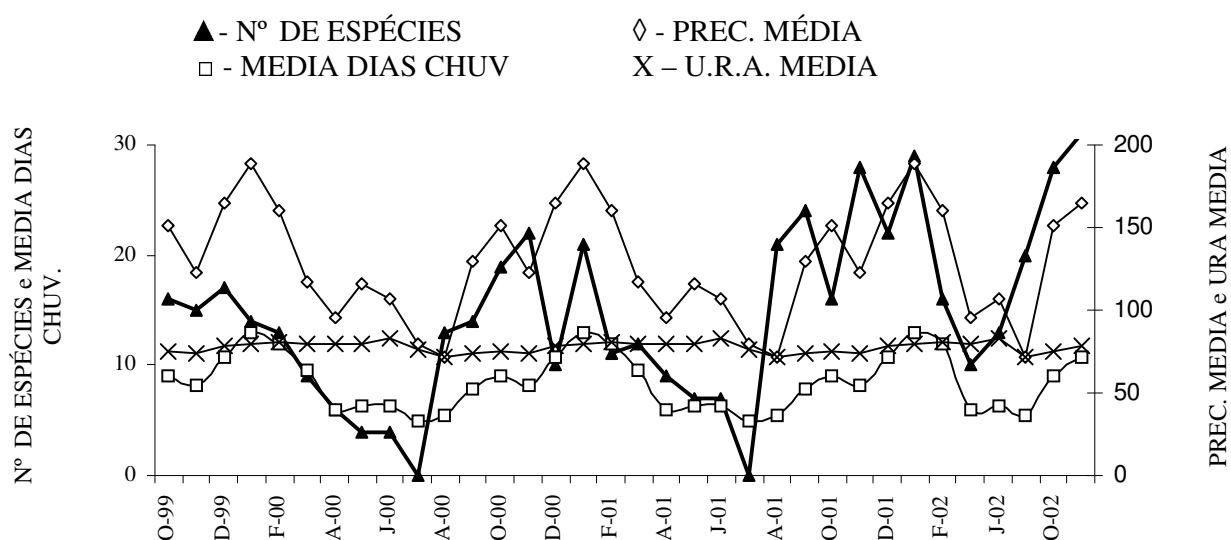 ▲ - Nº DE ESPÉCIES ◊ - PREC. MÉDIA
□ - MEDIA DIAS CHUV X – U.R.A. MEDIA
Nº DE ESPÉCIES e MEDIA DIAS
CHUV.
30
20
10
0
200
150
100
50
0
PREC. MEDIA e URA MEDIA
O-99
D-99
F-00
A-00
J-00
A-00
O-00
D-00
F-01
A-01
J-01
A-01
O-01
D-01
F-02
J-02
O-02